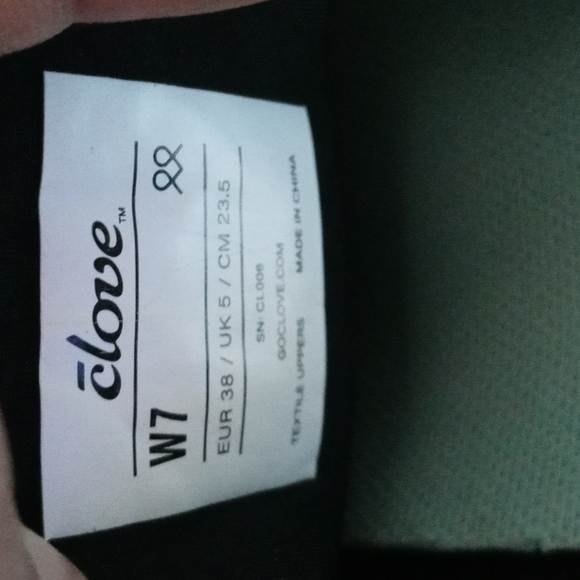 clove™
W7
EUR 38 / UK 5 / CM 23.5
SN: CL006
GOCLOVE.COM
TEXTILE UPPERS MADE IN CHINA